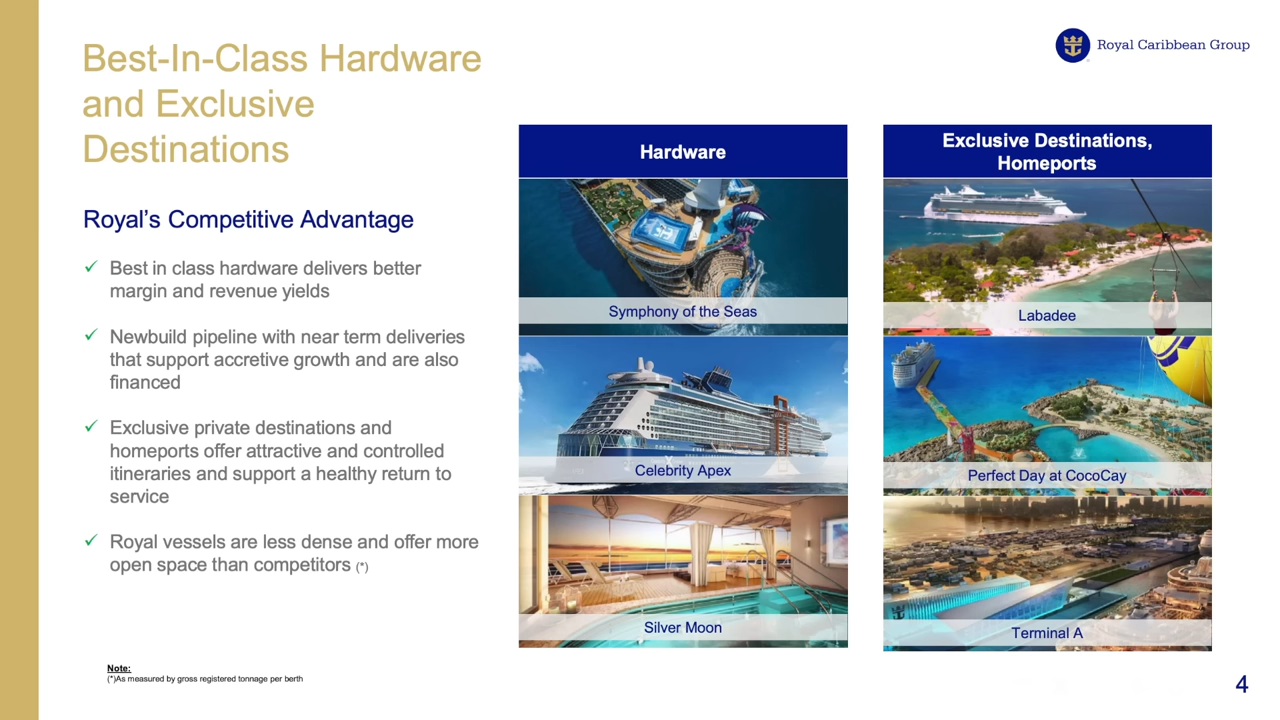 Best-In-Class Hardware
and Exclusive
Destinations
Royal Caribbean Group
Royal's Competitive Advantage
✓ Best in class hardware delivers better
margin and revenue yields
✓ Newbuild pipeline with near term deliveries
that support accretive growth and are also
financed
✓ Exclusive private destinations and
homeports offer attractive and controlled
itineraries and support a healthy return to
service
✓ Royal vessels are less dense and offer more
open space than competitors (*)
Hardware
Symphony of the Seas
Celebrity Apex
Silver Moon
Exclusive Destinations,
Homeports
Labadee
Perfect Day at CocoCay
Terminal A
Note:
(*)As measured by gross registered tonnage per berth
4